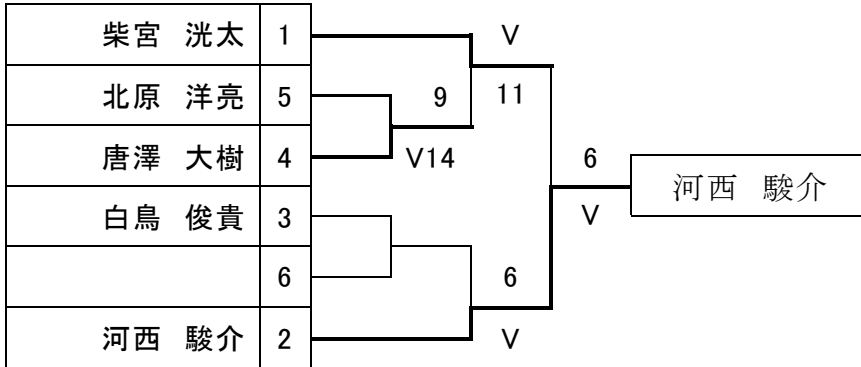 柴宮 洸太 1 V
北原 洋亮 5 9 11
唐澤 大樹 4 V14 6
河西 駿介
白鳥 俊貴 3 V
6 6
河西 駿介 2 V